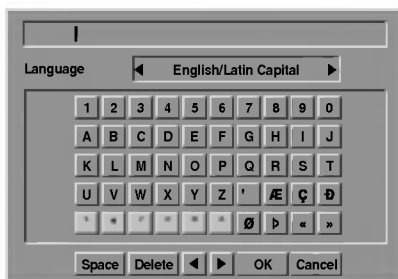 Language ◀ English/Latin Capital ▶
1 2 3 4 5 6 7 8 9 0
A B C D E F G H I J
K L M N O P Q R S T
U V W X Y Z ' Æ Ç Ð
Ø Þ « »
Space Delete ◀ ▶ OK Cancel